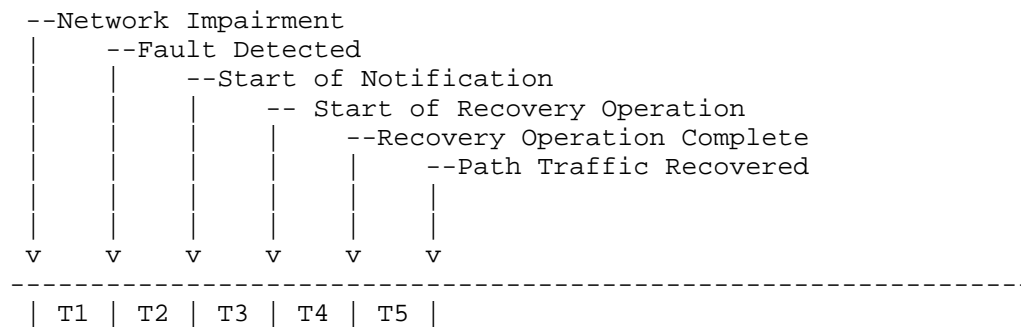 --Network Impairment
|    --Fault Detected
|    |    --Start of Notification
|    |    |    -- Start of Recovery Operation
|    |    |    |    --Recovery Operation Complete
|    |    |    |    |    --Path Traffic Recovered
|    |    |    |    |    |
|    |    |    |    |    |
v    v    v    v    v    v
-----------------------------------------------------------------
| T1 | T2 | T3 | T4 | T5 |